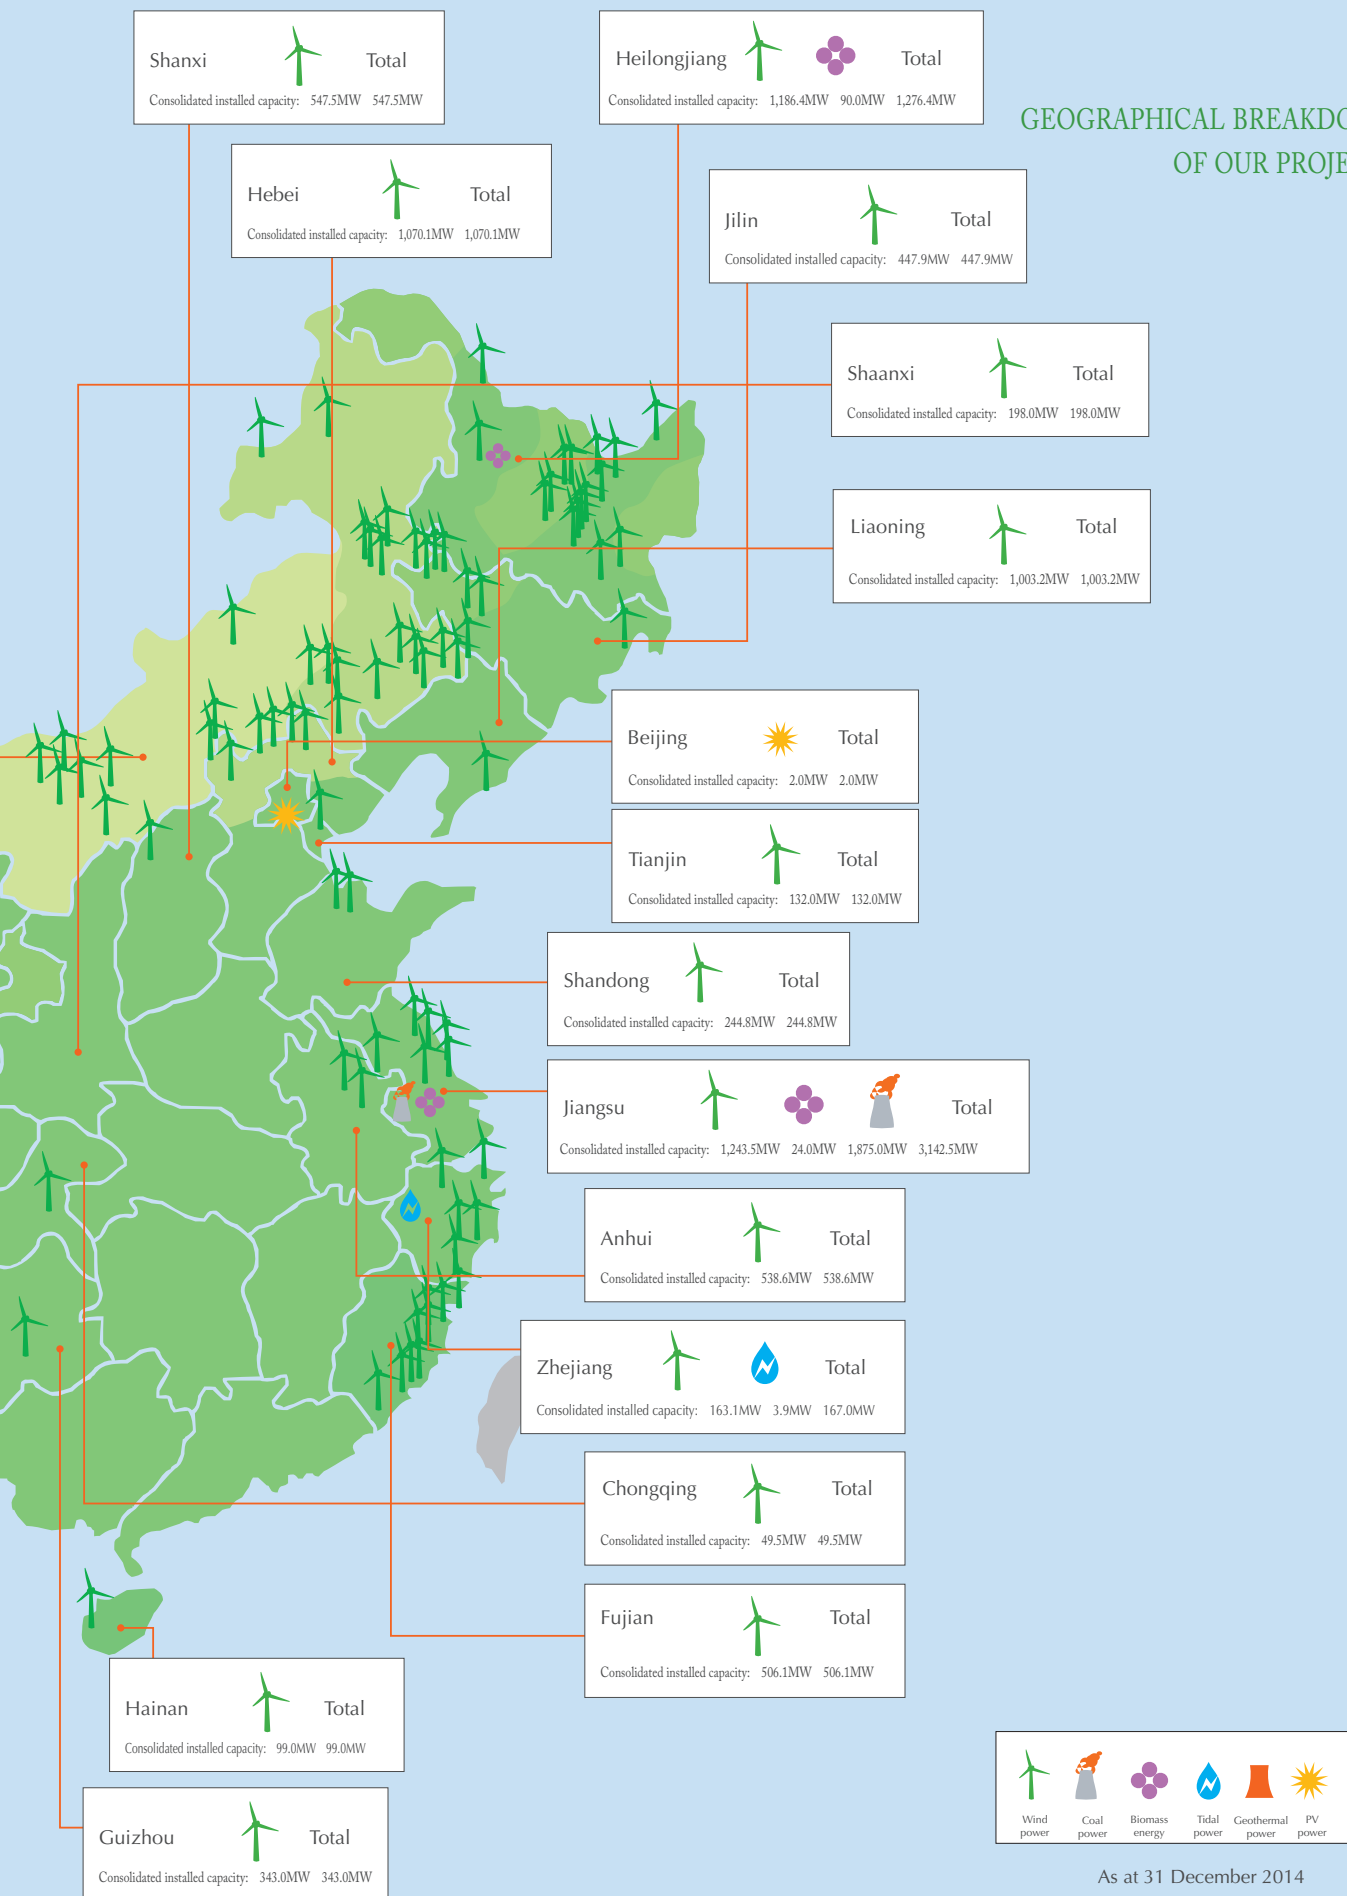 Shanxi Total
Consolidated installed capacity: 547.5MW 547.5MW
Heilongjiang Total
Consolidated installed capacity: 1,186.4MW 90.0MW 1,276.4MW
GEOGRAPHICAL BREAKDO
OF OUR PROJE
Hebei Total
Consolidated installed capacity: 1,070.1MW 1,070.1MW
Jilin Total
Consolidated installed capacity: 447.9MW 447.9MW
Shaanxi Total
Consolidated installed capacity: 198.0MW 198.0MW
Liaoning Total
Consolidated installed capacity: 1,003.2MW 1,003.2MW
Beijing Total
Consolidated installed capacity: 2.0MW 2.0MW
Tianjin Total
Consolidated installed capacity: 132.0MW 132.0MW
Shandong Total
Consolidated installed capacity: 244.8MW 244.8MW
Jiangsu Total
Consolidated installed capacity: 1,243.5MW 24.0MW 1,875.0MW 3,142.5MW
Anhui Total
Consolidated installed capacity: 538.6MW 538.6MW
Zhejiang Total
Consolidated installed capacity: 163.1MW 3.9MW 167.0MW
Chongqing Total
Consolidated installed capacity: 49.5MW 49.5MW
Fujian Total
Consolidated installed capacity: 506.1MW 506.1MW
Hainan Total
Consolidated installed capacity: 99.0MW 99.0MW
Guizhou Total
Consolidated installed capacity: 343.0MW 343.0MW
Wind Coal Biomass Tidal Geothermal PV
power power energy power power power
As at 31 December 2014